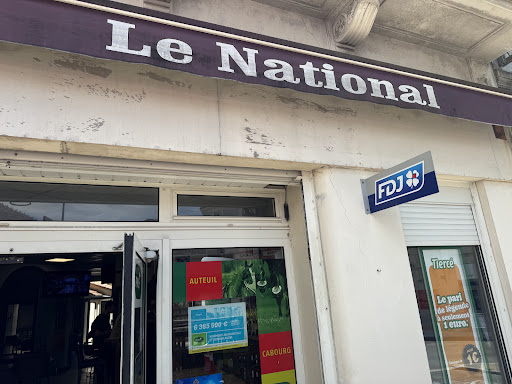 Le National
FDJ
Tiercé
AUTEUIL
Le pari
de légende
à seulement
1 euro.
CABOURG